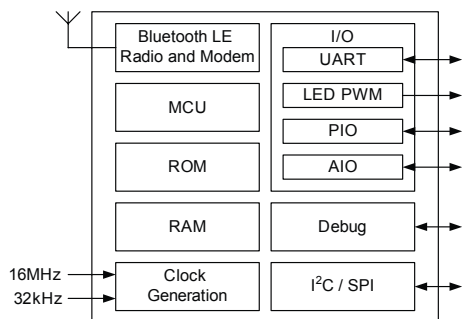 Bluetooth LE
Radio and Modem
MCU
ROM
RAM
Clock
Generation
I/O
UART
LED PWM
PIO
AIO
Debug
I²C / SPI
16MHz
32kHz